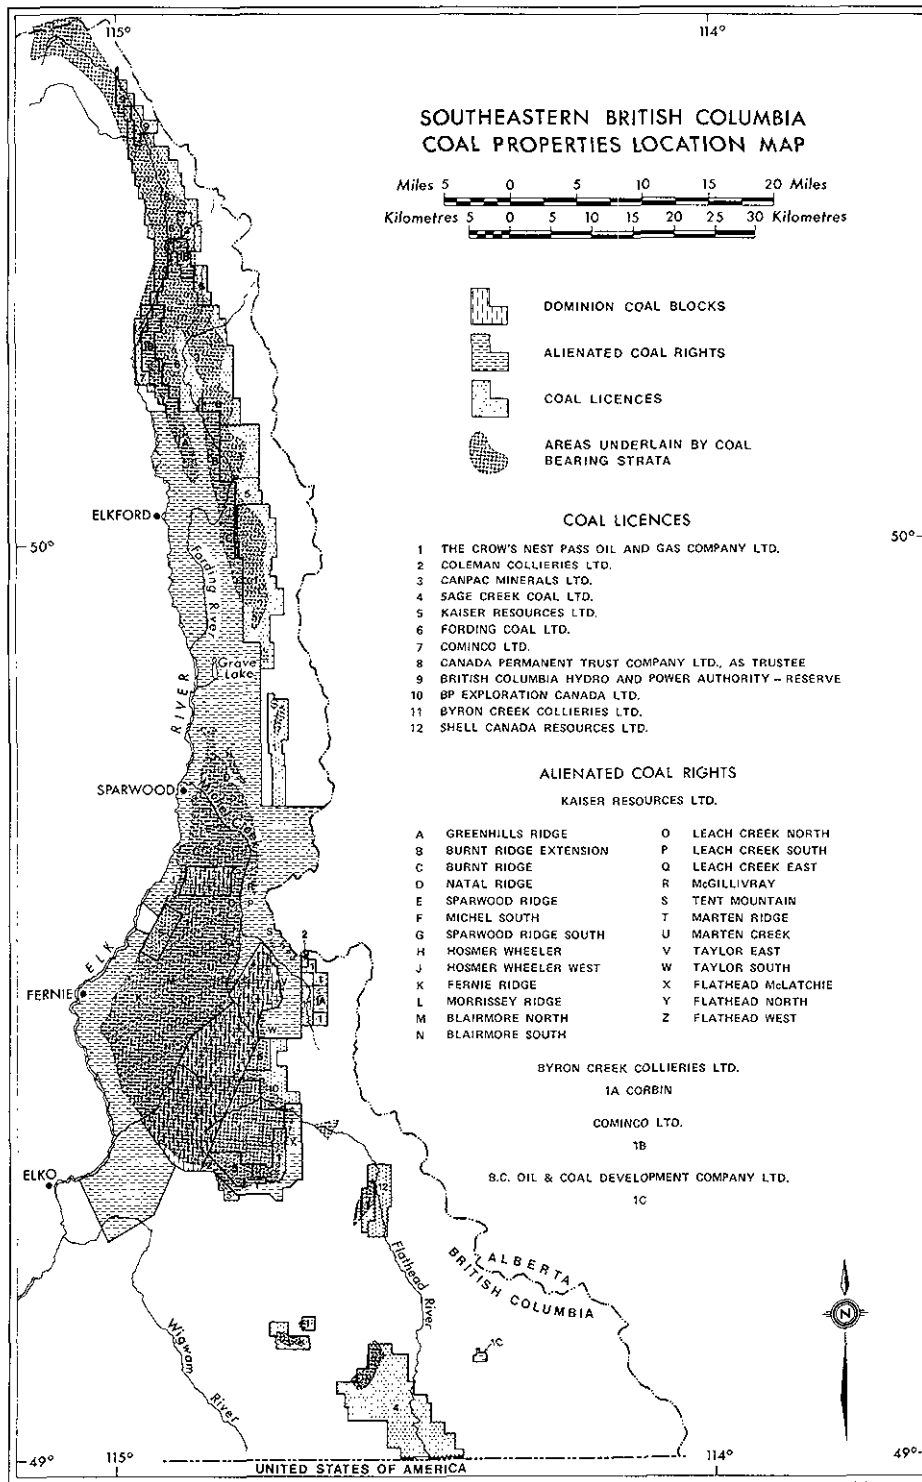 115°
114°
SOUTHEASTERN BRITISH COLUMBIA
COAL PROPERTIES LOCATION MAP
Miles 5 0 5 10 15 20 Miles
Kilometres 5 0 5 10 15 20 25 30 Kilometres
DOMINION COAL BLOCKS
ALIENATED COAL RIGHTS
COAL LICENCES
AREAS UNDERLAIN BY COAL
BEARING STRATA
ELKFORD
50°
50°
Fording River
Grave
Lake
RIVER
SPARWOOD
Michel Creek
ELK
FERNIE
ELKO
COAL LICENCES
1 THE CROW'S NEST PASS OIL AND GAS COMPANY LTD.
2 COLEMAN COLLIERIES LTD.
3 CANPAC MINERALS LTD.
4 SAGE CREEK COAL LTD.
5 KAISER RESOURCES LTD.
6 FORDING COAL LTD.
7 COMINCO LTD.
8 CANADA PERMANENT TRUST COMPANY LTD., AS TRUSTEE
9 BRITISH COLUMBIA HYDRO AND POWER AUTHORITY – RESERVE
10 BP EXPLORATION CANADA LTD.
11 BYRON CREEK COLLIERIES LTD.
12 SHELL CANADA RESOURCES LTD.
ALIENATED COAL RIGHTS
KAISER RESOURCES LTD.
A GREENHILLS RIDGE
B BURNT RIDGE EXTENSION
C BURNT RIDGE
D NATAL RIDGE
E SPARWOOD RIDGE
F MICHEL SOUTH
G SPARWOOD RIDGE SOUTH
H HOSMER WHEELER
J HOSMER WHEELER WEST
K FERNIE RIDGE
L MORRISSEY RIDGE
M BLAIRMORE NORTH
N BLAIRMORE SOUTH
O LEACH CREEK NORTH
P LEACH CREEK SOUTH
Q LEACH CREEK EAST
R McGILLIVRAY
S TENT MOUNTAIN
T MARTEN RIDGE
U MARTEN CREEK
V TAYLOR EAST
W TAYLOR SOUTH
X FLATHEAD McLATCHIE
Y FLATHEAD NORTH
Z FLATHEAD WEST
BYRON CREEK COLLIERIES LTD.
1A CORBIN
COMINCO LTD.
1B
B.C. OIL & COAL DEVELOPMENT COMPANY LTD.
1C
2
1
1A
1
W
10
X
12
Flathead River
ALBERTA
BRITISH COLUMBIA
N
1C
4
Wigwam River
49°
115°
114°
49°
UNITED STATES OF AMERICA